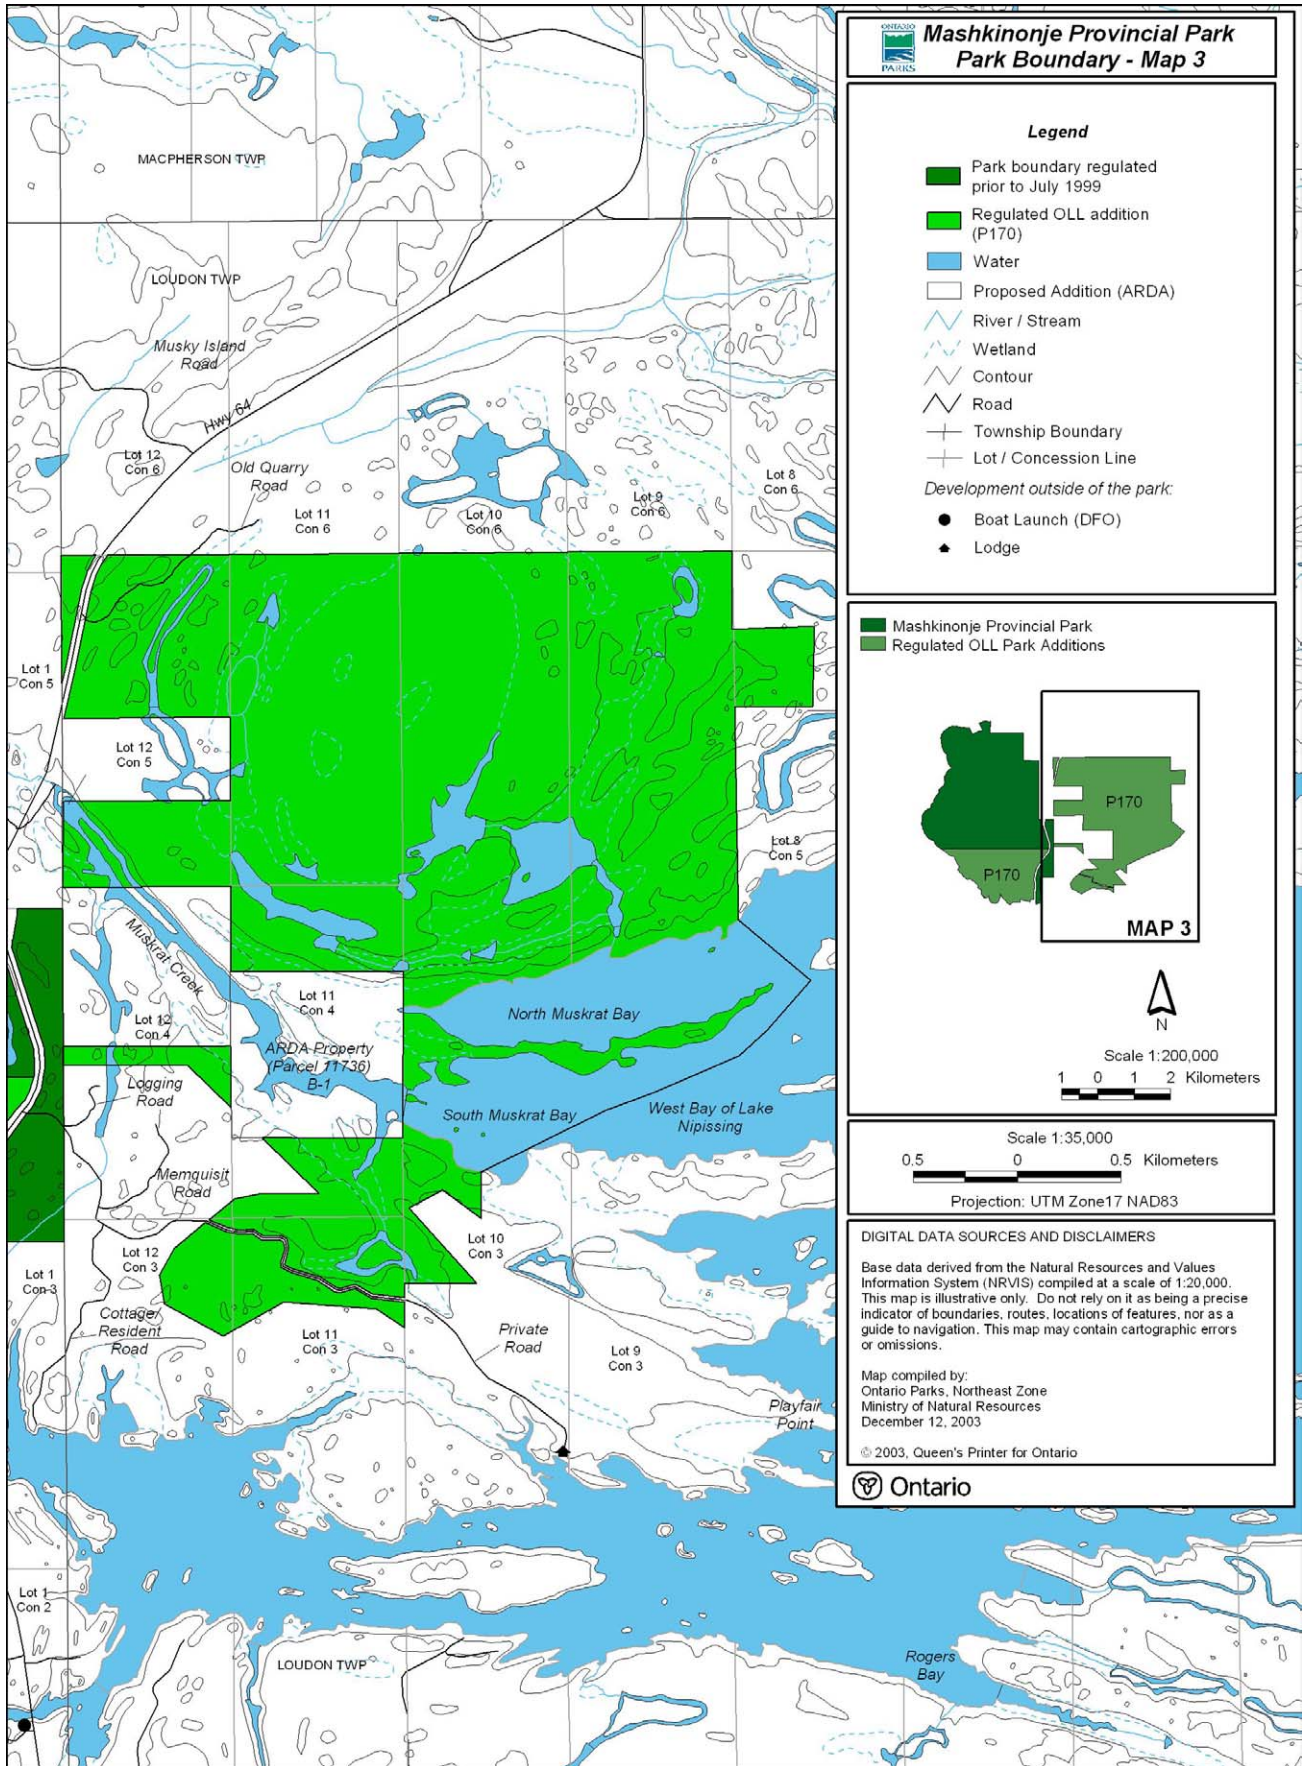 ONTARIO
PARKS
Mashkinonje Provincial Park
Park Boundary - Map 3
Legend
Park boundary regulated
prior to July 1999
Regulated OLL addition
(P170)
Water
Proposed Addition (ARDA)
River / Stream
Wetland
Contour
Road
Township Boundary
Lot / Concession Line
Development outside of the park:
Boat Launch (DFO)
Lodge
Mashkinonje Provincial Park
Regulated OLL Park Additions
P170
P170
MAP 3
N
Scale 1:200,000
1 0 1 2 Kilometers
Scale 1:35,000
0.5 0 0.5 Kilometers
Projection: UTM Zone17 NAD83
DIGITAL DATA SOURCES AND DISCLAIMERS
Base data derived from the Natural Resources and Values
Information System (NRVIS) compiled at a scale of 1:20,000.
This map is illustrative only. Do not rely on it as being a precise
indicator of boundaries, routes, locations of features, nor as a
guide to navigation. This map may contain cartographic errors
or omissions.
Map compiled by:
Ontario Parks, Northeast Zone
Ministry of Natural Resources
December 12, 2003
© 2003, Queen's Printer for Ontario
Ontario
MACPHERSON TWP
LOUDON TWP
Musky Island
Road
Hwy 64
Lot 12
Con 6
Old Quarry
Road
Lot 11
Con 6
Lot 10
Con 6
Lot 9
Con 6
Lot 8
Con 6
Lot 1
Con 5
Lot 12
Con 5
Lot 8
Con 5
Muskrat Creek
Lot 11
Con 4
Lot 12
Con 4
North Muskrat Bay
ARDA Property
(Parcel 11736)
B-1
Logging
Road
South Muskrat Bay
West Bay of Lake
Nipissing
Memquisit
Road
Lot 10
Con 3
Lot 12
Con 3
Lot 1
Con 3
Cottage/
Resident
Road
Lot 11
Con 3
Private
Road
Lot 9
Con 3
Playfair
Point
Lot 1
Con 2
LOUDON TWP
Rogers
Bay